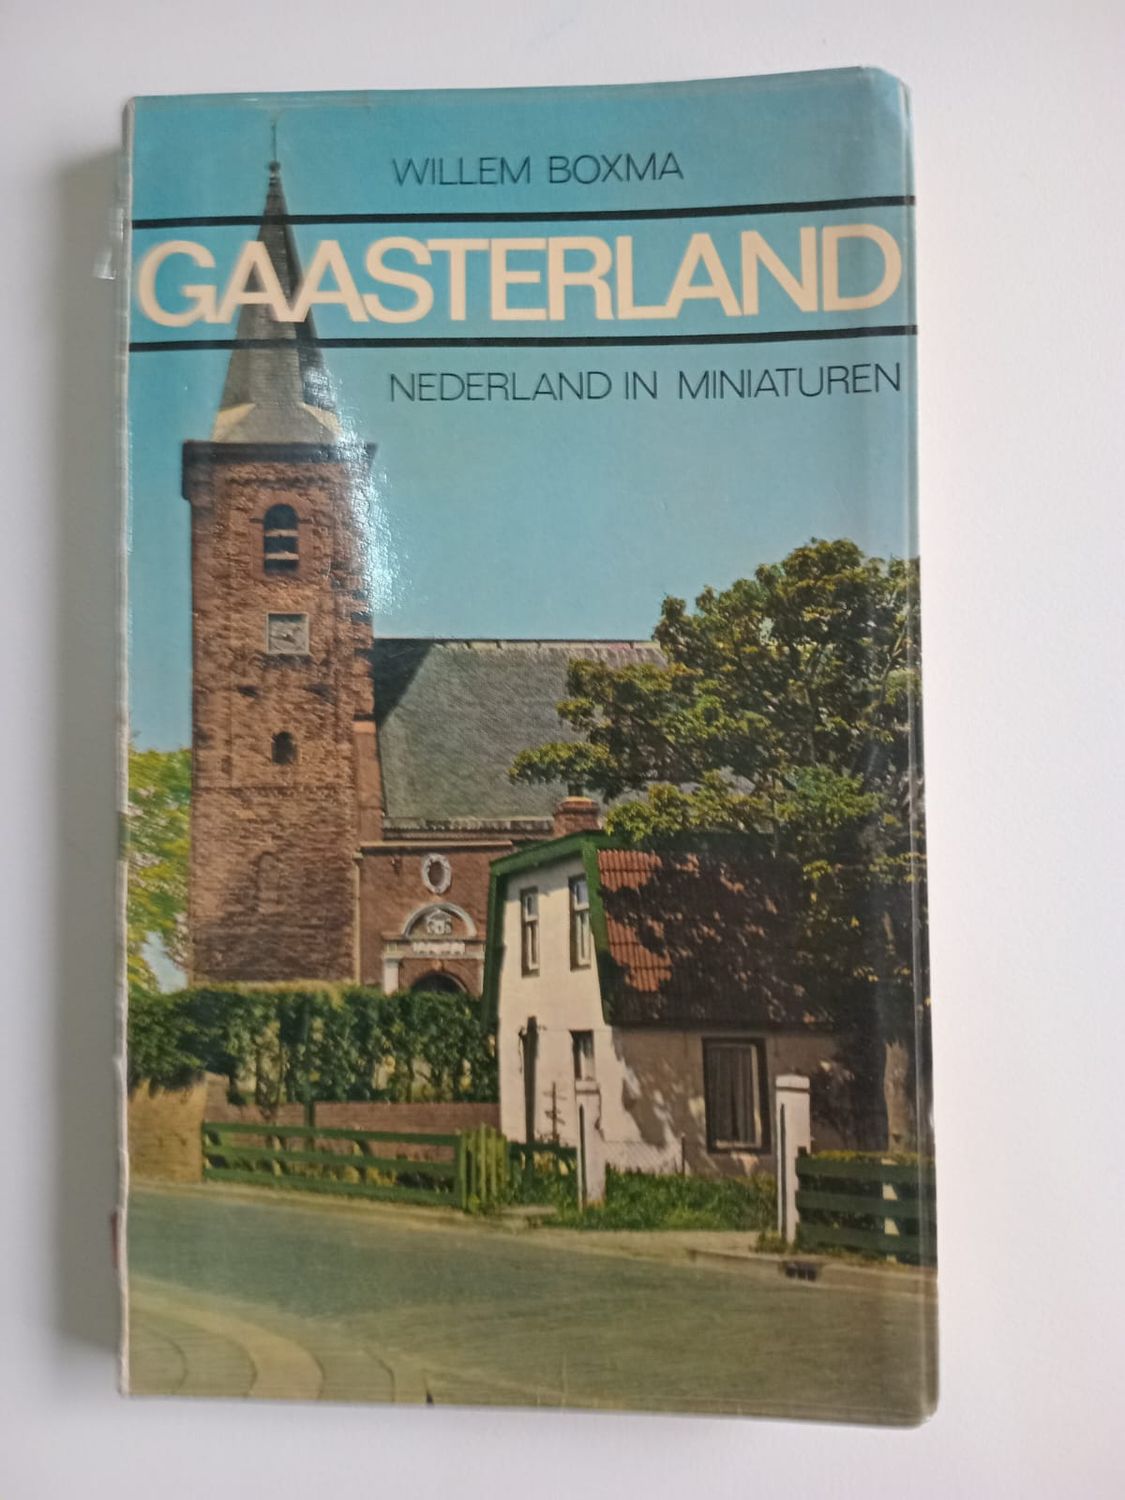 WILLEM BOXMA
GAASTERLAND
NEDERLAND IN MINIATUREN